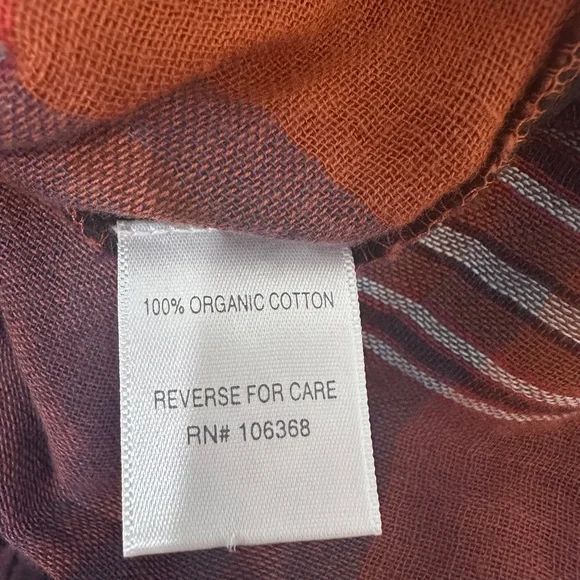 100% ORGANIC COTTON
REVERSE FOR CARE
RN# 106368